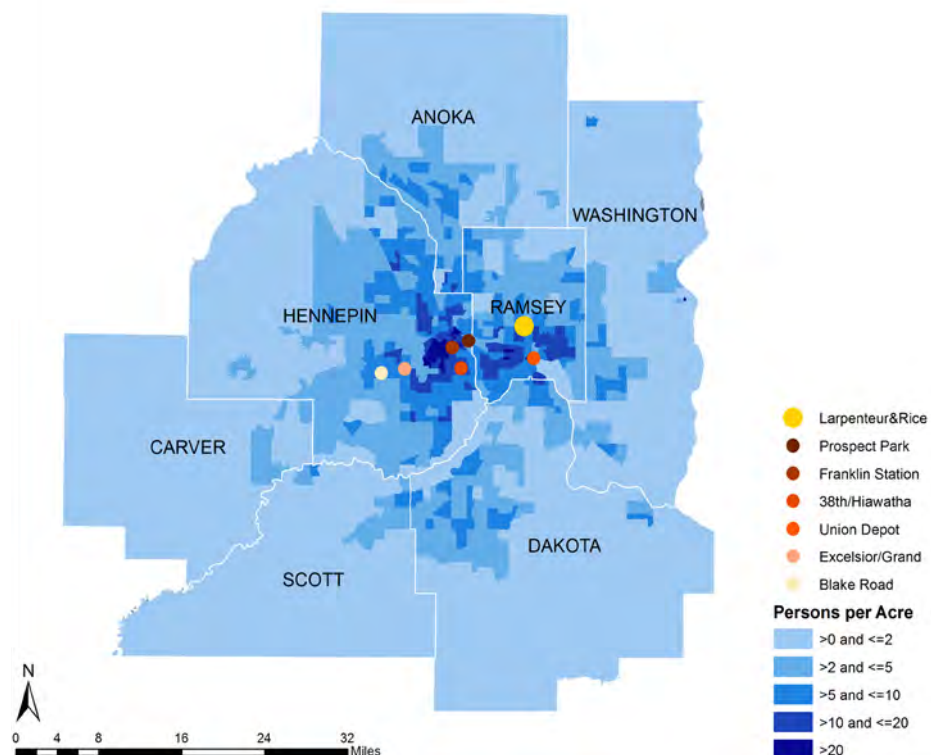 ANOKA
WASHINGTON
HENNEPIN
RAMSEY
CARVER
SCOTT
DAKOTA
Larpenteur&Rice
Prospect Park
Franklin Station
38th/Hiawatha
Union Depot
Excelsior/Grand
Blake Road
Persons per Acre
>0 and <=2
>2 and <=5
>5 and <=10
>10 and <=20
>20
N
0 4 8 16 24 32
Miles